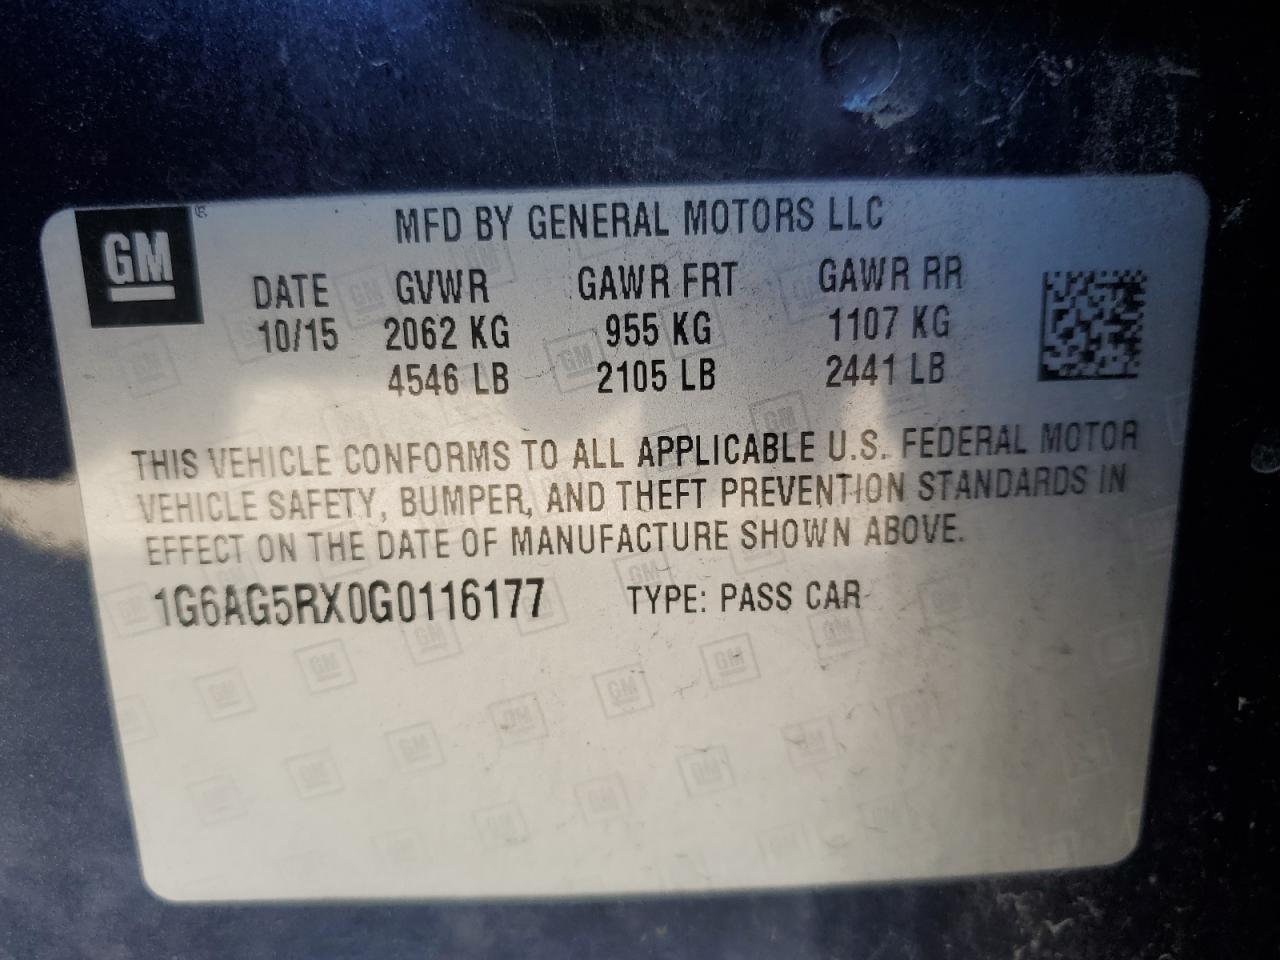 GM
MFD BY GENERAL MOTORS LLC
DATE GVWR GAWR FRT GAWR RR
10/15 2062 KG 955 KG 1107 KG
4546 LB 2105 LB 2441 LB
THIS VEHICLE CONFORMS TO ALL APPLICABLE U.S. FEDERAL MOTOR
VEHICLE SAFETY, BUMPER, AND THEFT PREVENTION STANDARDS IN
EFFECT ON THE DATE OF MANUFACTURE SHOWN ABOVE.
1G6AG5RX0G0116177 TYPE: PASS CAR